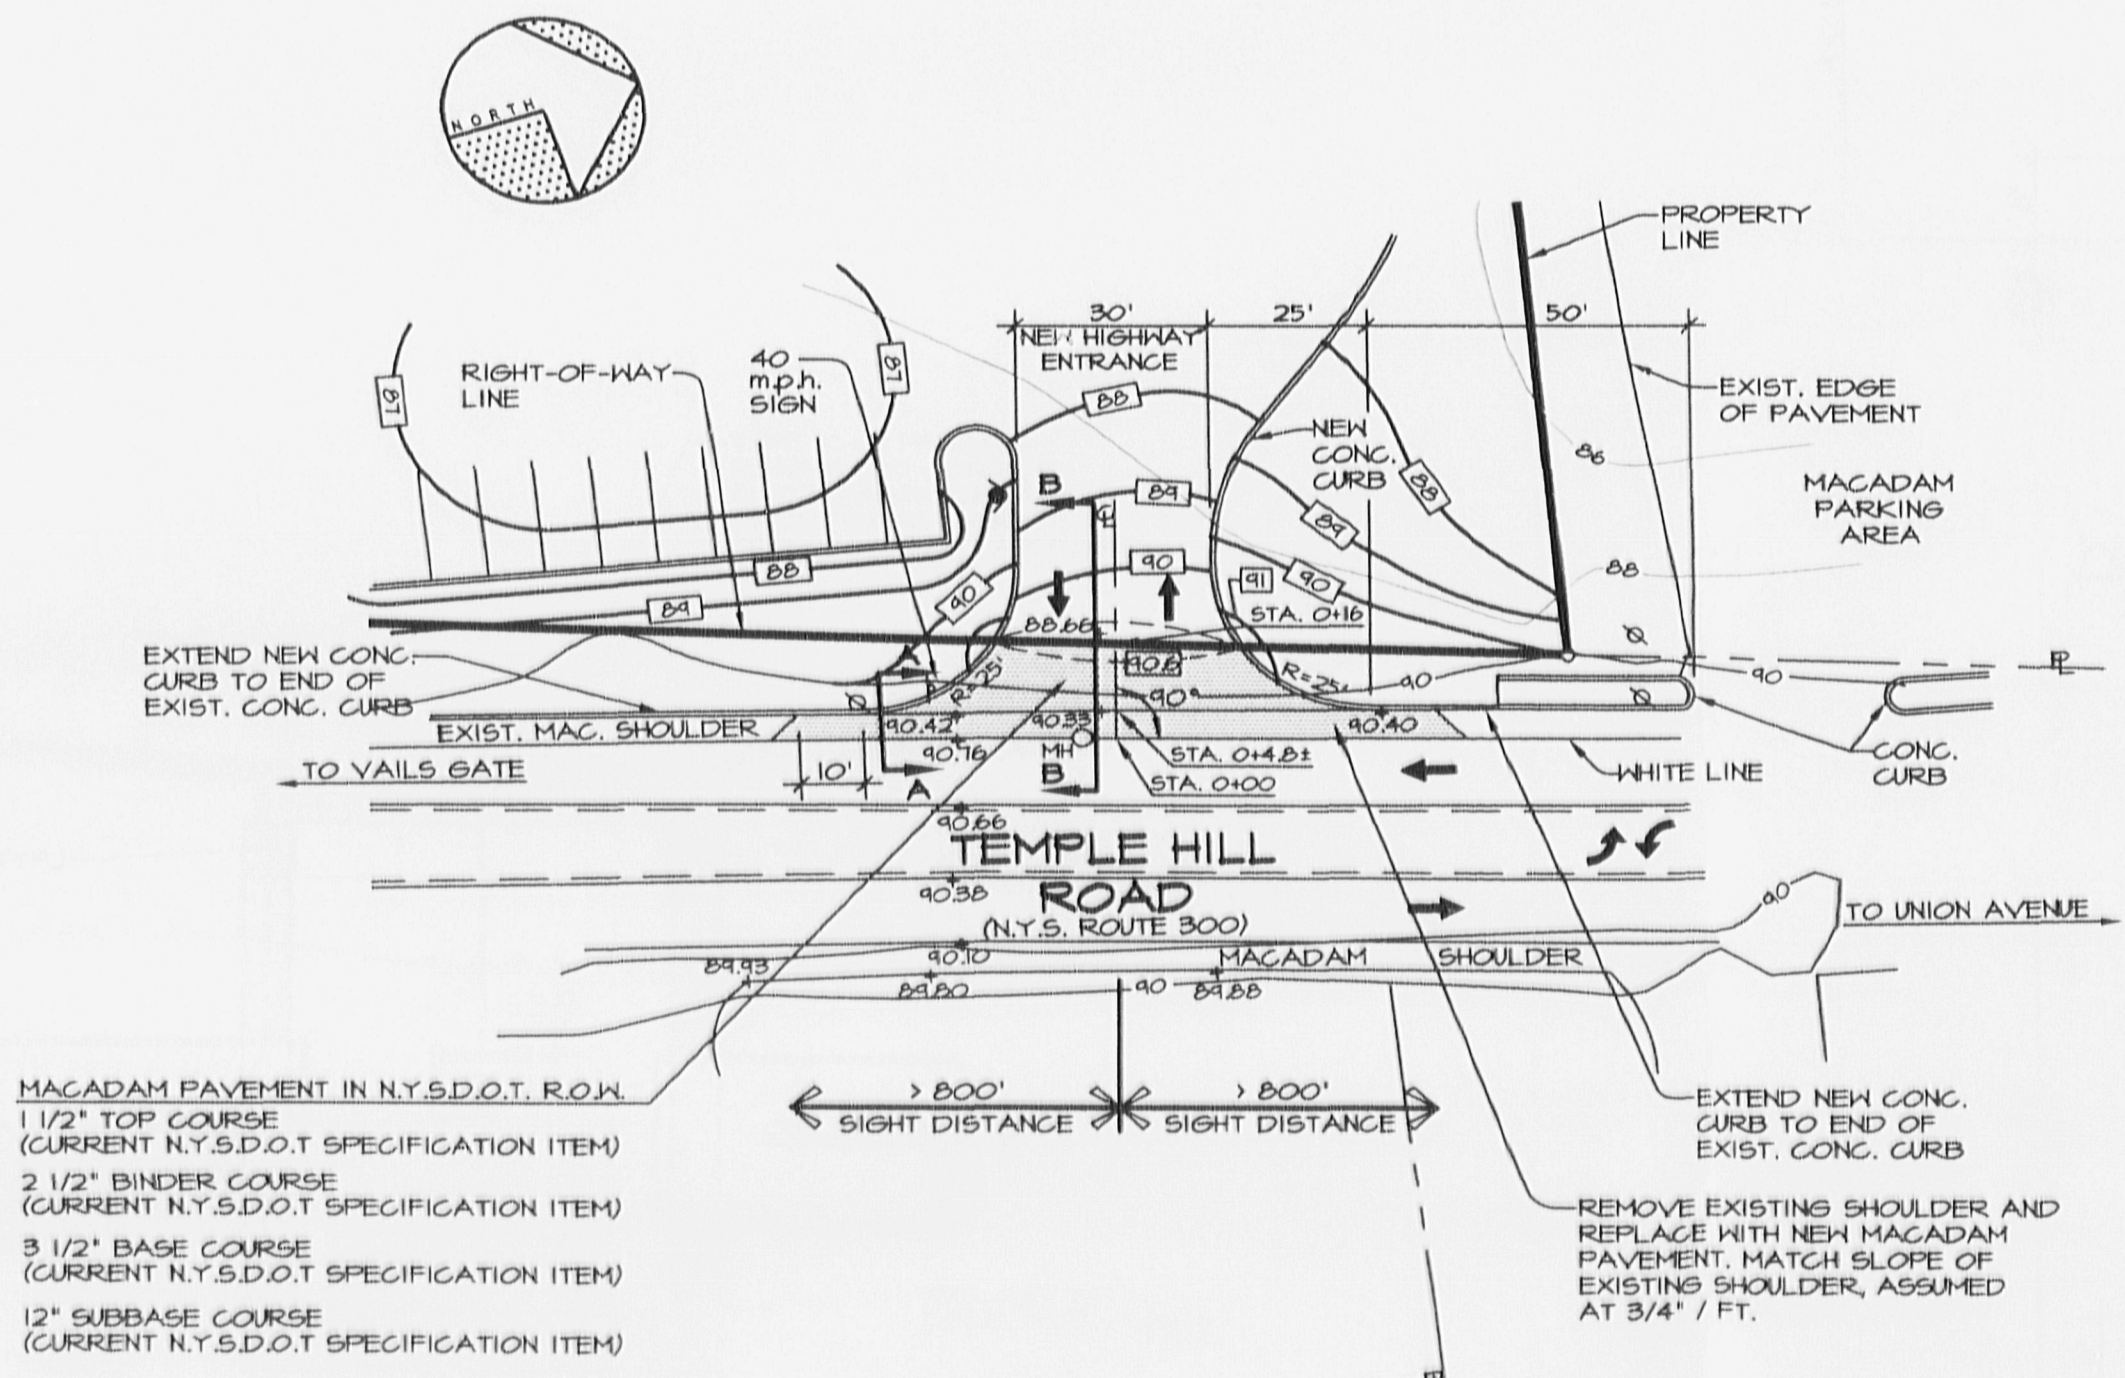 NORTH
PROPERTY
LINE
30'
25'
50'
NEW HIGHWAY
ENTRANCE
40
m.p.h.
SIGN
RIGHT-OF-WAY
LINE
87
87
88
EXIST. EDGE
OF PAVEMENT
NEW
CONC.
CURB
88
86
MACADAM
PARKING
AREA
B
89
89
88
90
90
91
88
89
90
STA. 0+16
88.66
EXTEND NEW CONC.
CURB TO END OF
EXIST. CONC. CURB
A
R=25'
90°
R=25'
90
90
EXIST. MAC. SHOULDER
90.42
90.33
90.40
90.76
MH
STA. 0+4.8±
CONC.
CURB
TO VAILS GATE
10'
A
B
STA. 0+00
WHITE LINE
90.66
TEMPLE HILL
90.38
ROAD
(N.Y.S. ROUTE 300)
90
TO UNION AVENUE
89.93
90.10
MACADAM SHOULDER
89.80
90
89.88
MACADAM PAVEMENT IN N.Y.S.D.O.T. R.O.W.
1 1/2" TOP COURSE
(CURRENT N.Y.S.D.O.T SPECIFICATION ITEM)
2 1/2" BINDER COURSE
(CURRENT N.Y.S.D.O.T SPECIFICATION ITEM)
3 1/2" BASE COURSE
(CURRENT N.Y.S.D.O.T SPECIFICATION ITEM)
12" SUBBASE COURSE
(CURRENT N.Y.S.D.O.T SPECIFICATION ITEM)
> 800'
SIGHT DISTANCE
> 800'
SIGHT DISTANCE
EXTEND NEW CONC.
CURB TO END OF
EXIST. CONC. CURB
REMOVE EXISTING SHOULDER AND
REPLACE WITH NEW MACADAM
PAVEMENT. MATCH SLOPE OF
EXISTING SHOULDER, ASSUMED
AT 3/4" / FT.